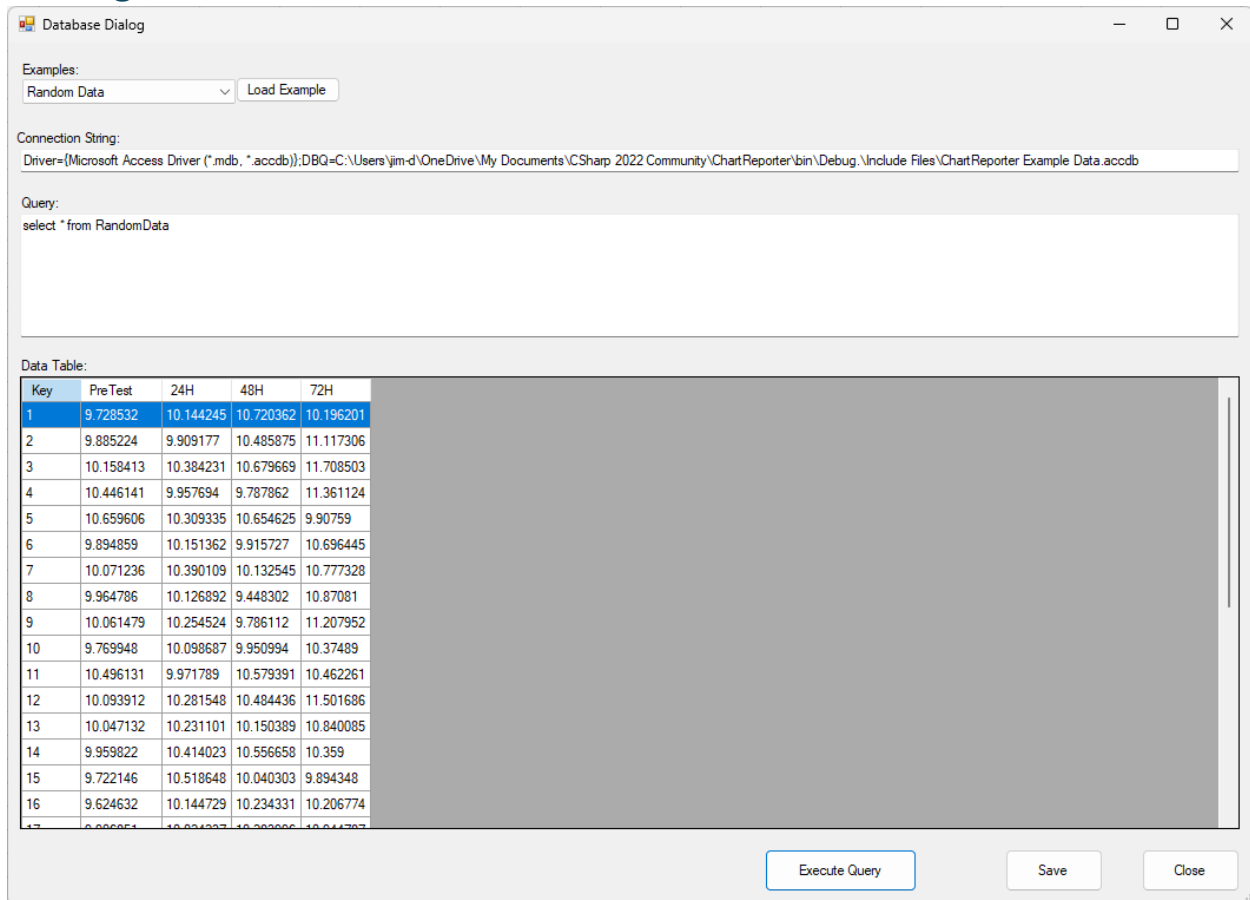 Database Dialog
Examples:
Random Data Load Example
Connection String:
Driver={Microsoft Access Driver (*.mdb, *.accdb)};DBQ=C:\Users\jim-d\OneDrive\My Documents\CSharp 2022 Community\ChartReporter\bin\Debug.\Include Files\ChartReporter Example Data.accdb
Query:
select * from RandomData
Data Table:
Key PreTest 24H 48H 72H
1 9.728532 10.144245 10.720362 10.196201
2 9.885224 9.909177 10.485875 11.117306
3 10.158413 10.384231 10.679669 11.708503
4 10.446141 9.957694 9.787862 11.361124
5 10.659606 10.309335 10.654625 9.90759
6 9.894859 10.151362 9.915727 10.696445
7 10.071236 10.390109 10.132545 10.777328
8 9.964786 10.126892 9.448302 10.87081
9 10.061479 10.254524 9.786112 11.207952
10 9.769948 10.098687 9.950994 10.37489
11 10.496131 9.971789 10.579391 10.462261
12 10.093912 10.281548 10.484436 11.501686
13 10.047132 10.231101 10.150389 10.840085
14 9.959822 10.414023 10.556658 10.359
15 9.722146 10.518648 10.040303 9.894348
16 9.624632 10.144729 10.234331 10.206774
Execute Query Save Close